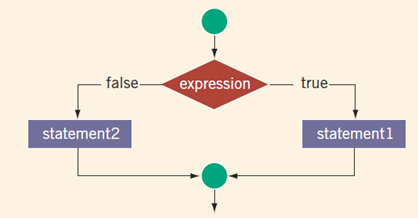 false
expression
true
statement2
statement1